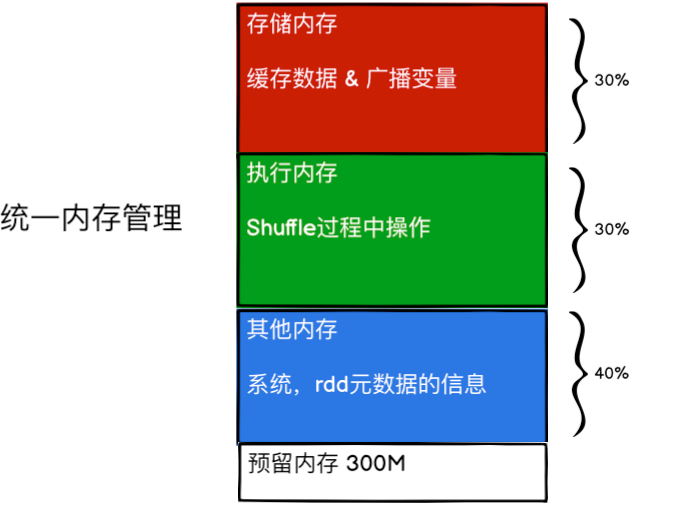 存储内存
缓存数据 & 广播变量
30%
执行内存
Shuffle过程中操作
30%
统一内存管理
其他内存
系统，rdd元数据的信息
40%
预留内存 300M